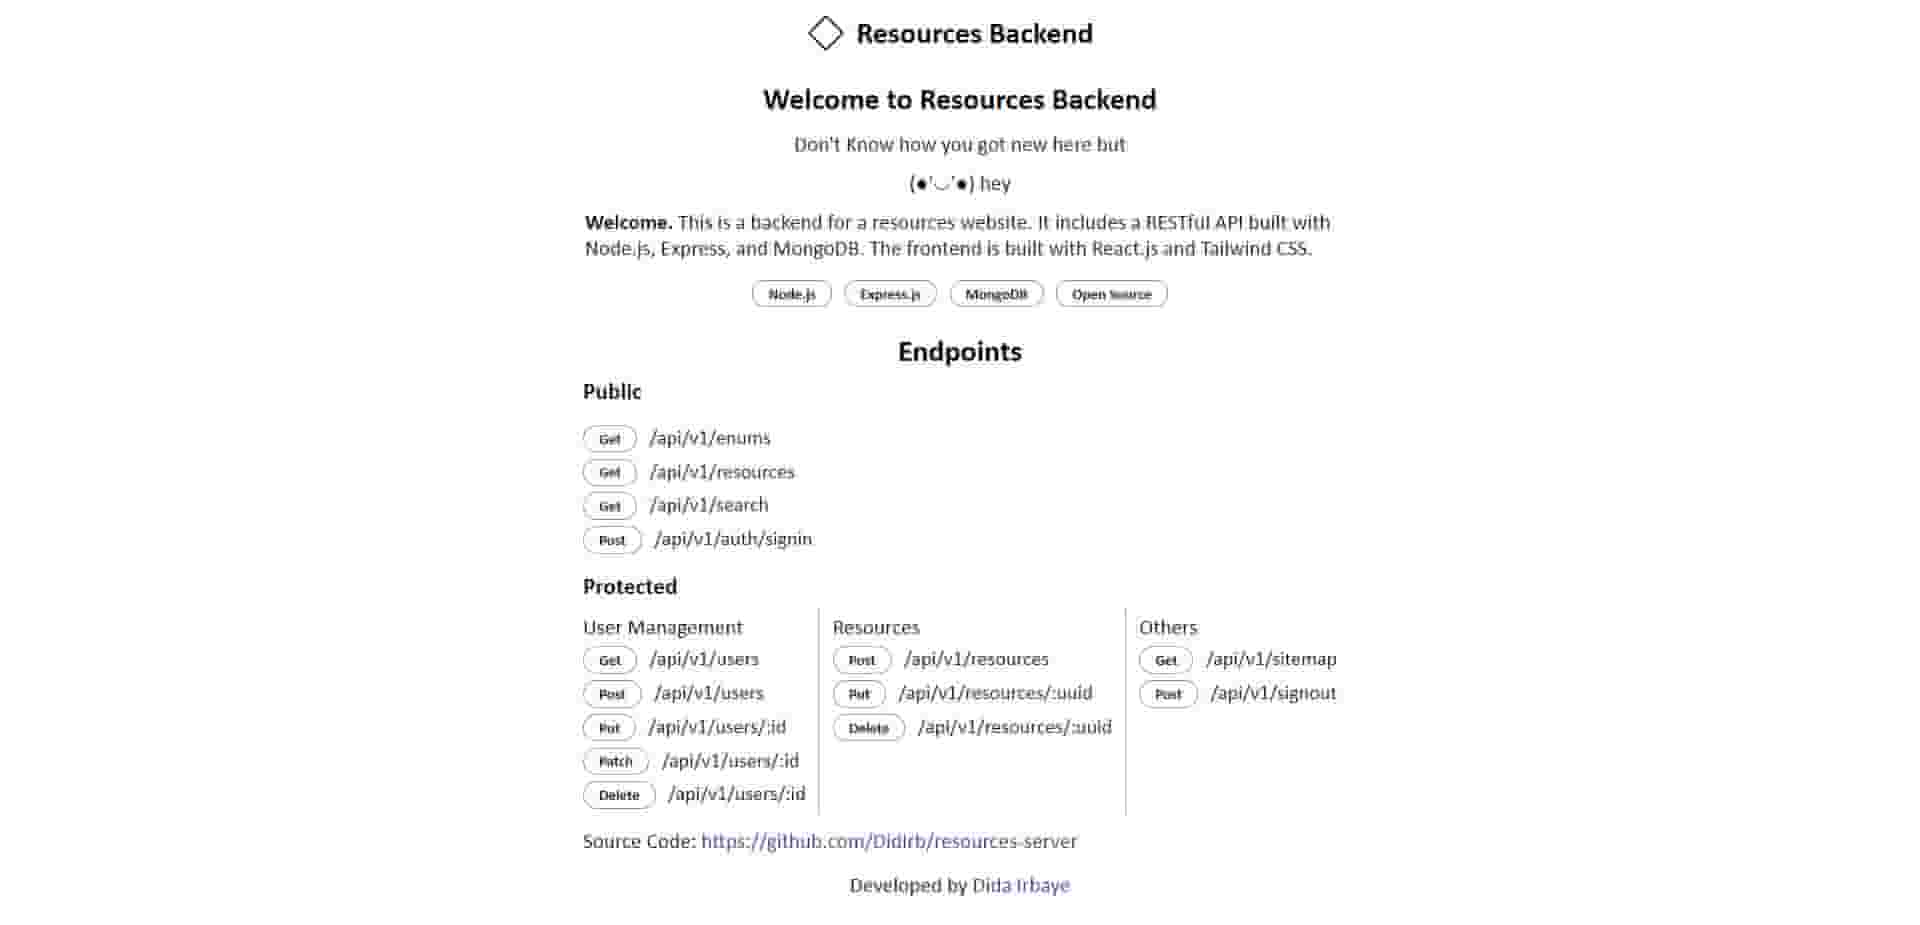 Resources Backend
Welcome to Resources Backend
Don't Know how you got new here but
(●'◡'●) hey
Welcome. This is a backend for a resources website. It includes a RESTful API built with
Node.js, Express, and MongoDB. The frontend is built with React.js and Tailwind CSS.
Node.js Express.js MongoDB Open Source
Endpoints
Public
Get /api/v1/enums
Get /api/v1/resources
Get /api/v1/search
Post /api/v1/auth/signin
Protected
User Management
Get /api/v1/users
Post /api/v1/users
Put /api/v1/users/:id
Patch /api/v1/users/:id
Delete /api/v1/users/:id
Resources
Post /api/v1/resources
Put /api/v1/resources/:uuid
Delete /api/v1/resources/:uuid
Others
Get /api/v1/sitemap
Post /api/v1/signout
Source Code: https://github.com/Didirb/resources-server
Developed by Dida Irbaye